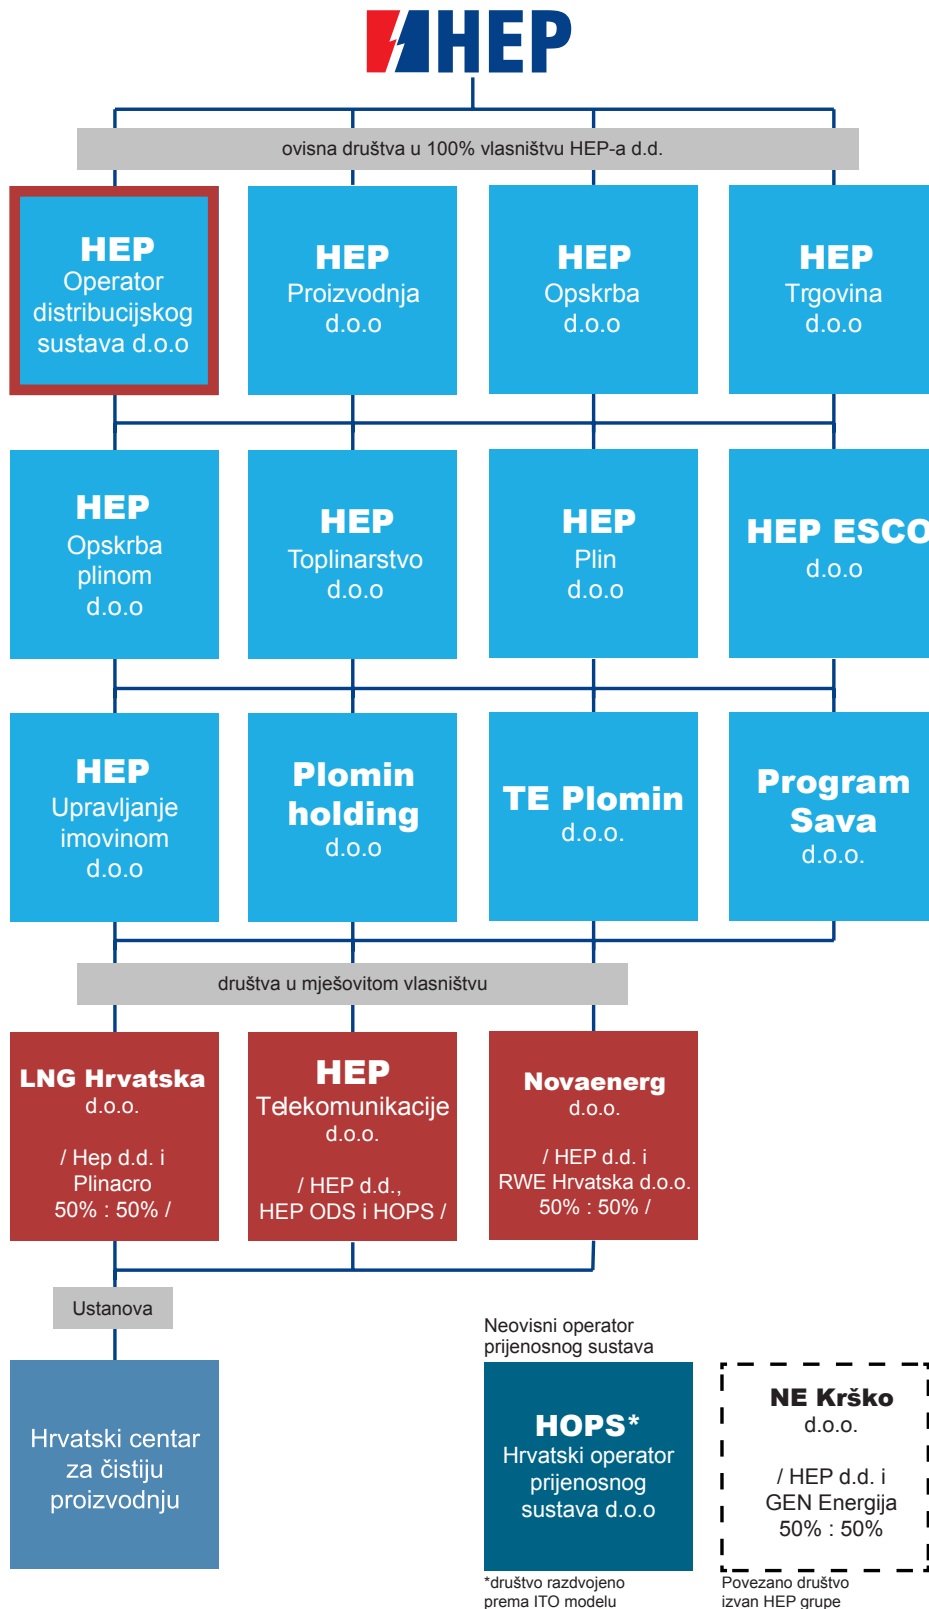 HEP
ovisna društva u 100% vlasništvu HEP-a d.d.
HEP
Operator
distribucijskog
sustava d.o.o
HEP
Proizvodnja
d.o.o
HEP
Opskrba
d.o.o
HEP
Trgovina
d.o.o
HEP
Opskrba
plinom
d.o.o
HEP
Toplinarstvo
d.o.o
HEP
Plin
d.o.o
HEP ESCO
d.o.o
HEP
Upravljanje
imovinom
d.o.o
Plomin
holding
d.o.o
TE Plomin
d.o.o.
Program
Sava
d.o.o.
društva u mješovitom vlasništvu
LNG Hrvatska
d.o.o.
/ Hep d.d. i
Plinacro
50% : 50% /
HEP
Telekomunikacije
d.o.o.
/ HEP d.d.,
HEP ODS i HOPS /
Novaenerg
d.o.o.
/ HEP d.d. i
RWE Hrvatska d.o.o.
50% : 50% /
Ustanova
Hrvatski centar
za čistiju
proizvodnju
Neovisni operator
prijenosnog sustava
HOPS*
Hrvatski operator
prijenosnog
sustava d.o.o
*društvo razdvojeno
prema ITO modelu
NE Krško
d.o.o.
/ HEP d.d. i
GEN Energija
50% : 50%
Povezano društvo
izvan HEP grupe